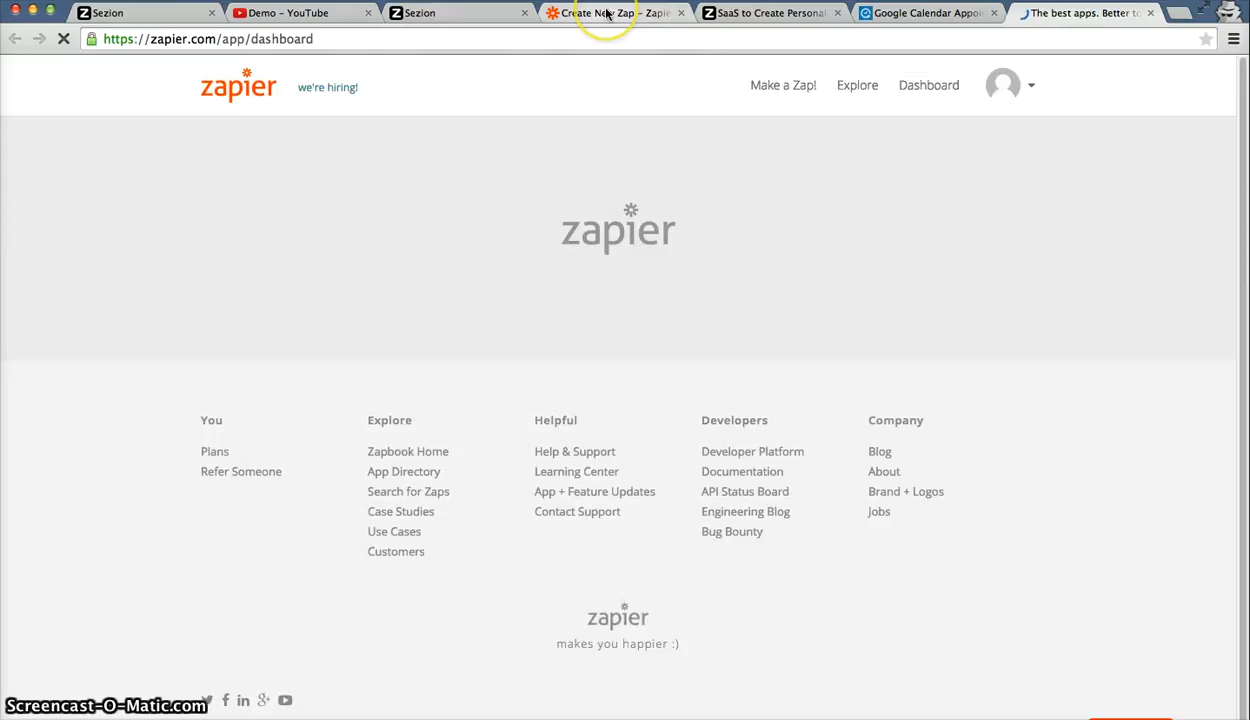 Sezion
Demo – YouTube
Sezion
Create New Zap - Zapie
SaaS to Create Personal
Google Calendar Appoi
The best apps. Better to
https://zapier.com/app/dashboard
zapier
we're hiring!
Make a Zap!
Explore
Dashboard
zapier
You
Plans
Refer Someone
Explore
Zapbook Home
App Directory
Search for Zaps
Case Studies
Use Cases
Customers
Helpful
Help & Support
Learning Center
App + Feature Updates
Contact Support
Developers
Developer Platform
Documentation
API Status Board
Engineering Blog
Bug Bounty
Company
Blog
About
Brand + Logos
Jobs
zapier
makes you happier :)
Screencast-O-Matic.com